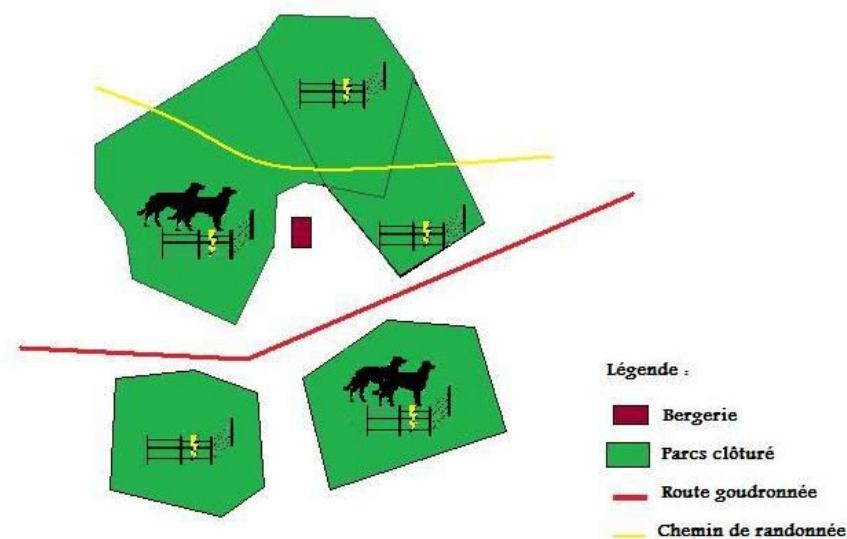 Légende :
Bergerie
Parcs clôturé
Route goudronnée
Chemin de randonnée